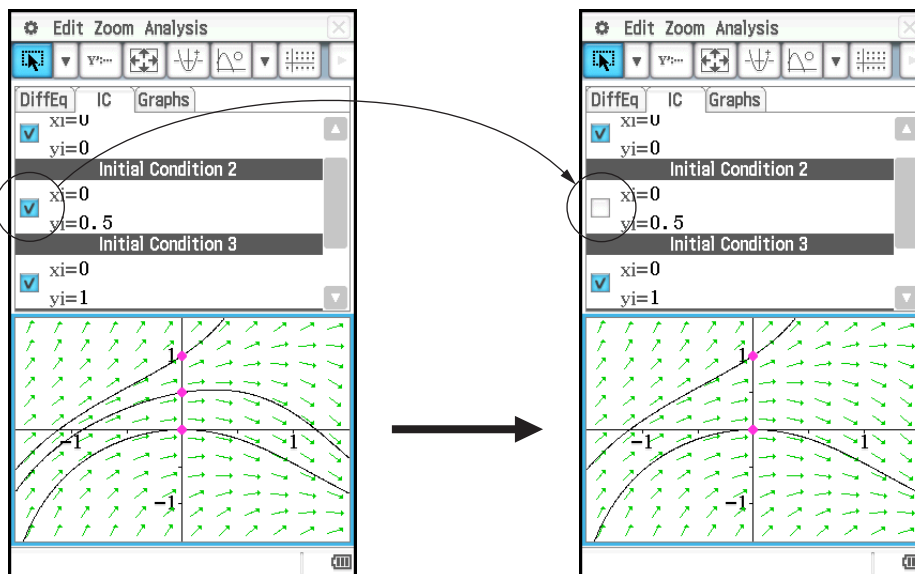 Edit Zoom Analysis
Y':···
DiffEq IC Graphs
xi=0
yi=0
Initial Condition 2
xi=0
yi=0.5
Initial Condition 3
xi=0
yi=1
1
-1 1
-1
Edit Zoom Analysis
Y':···
DiffEq IC Graphs
xi=0
yi=0
Initial Condition 2
xi=0
yi=0.5
Initial Condition 3
xi=0
yi=1
1
-1 1
-1